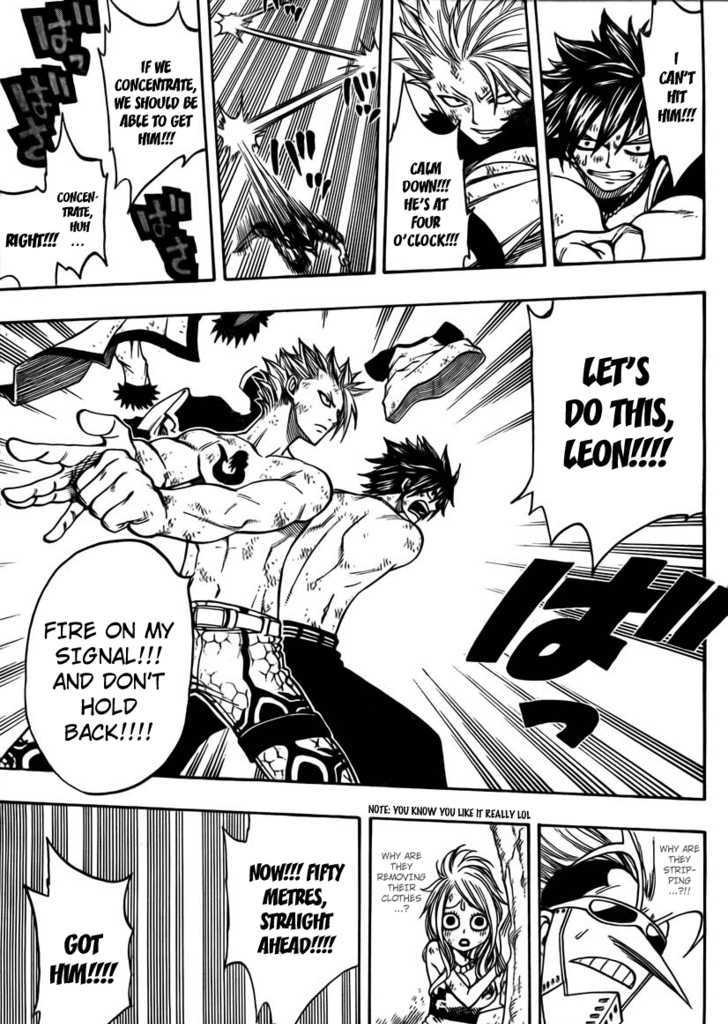 I
CAN'T
HIT
HIM!!!
CALM
DOWN!!!
HE'S AT
FOUR
O'CLOCK!!!
IF WE
CONCENTRATE,
WE SHOULD BE
ABLE TO GET
HIM!!!
ばっ
ばさ
CONCEN-
TRATE,
HUH
...
RIGHT!!!
ばさ
LET'S
DO THIS,
LEON!!!!
ばっ
FIRE ON MY
SIGNAL!!!
AND DON'T
HOLD
BACK!!!!
NOTE: YOU KNOW YOU LIKE IT REALLY LOL
WHY ARE
THEY
STRIP-
PING
...?!!
WHY ARE
THEY
REMOVING
THEIR
CLOTHES
...?
NOW!!! FIFTY
METRES,
STRAIGHT
AHEAD!!!!
GOT
HIM!!!!